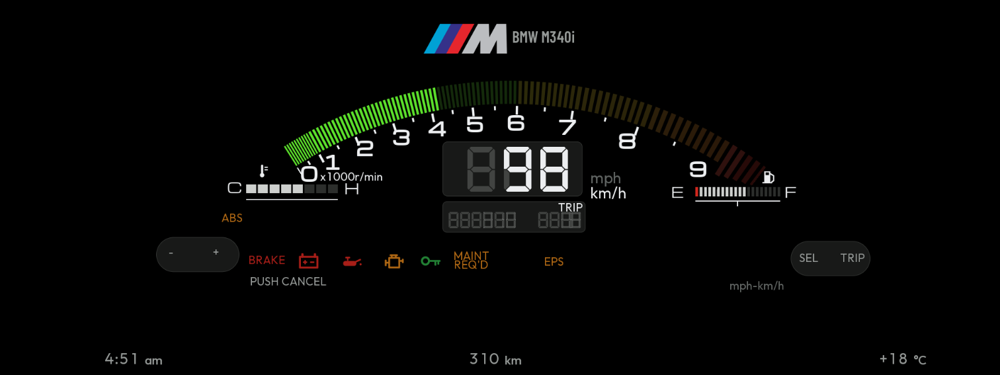 M BMW M340i
0 1 2 3 4 5 6 7 8 9
x1000r/min
C H
98
mph
km/h
E F
TRIP
ABS
- +
BRAKE
MAINT
REQ'D
EPS
SEL TRIP
PUSH CANCEL
mph-km/h
4:51 am
310 km
+18 °C